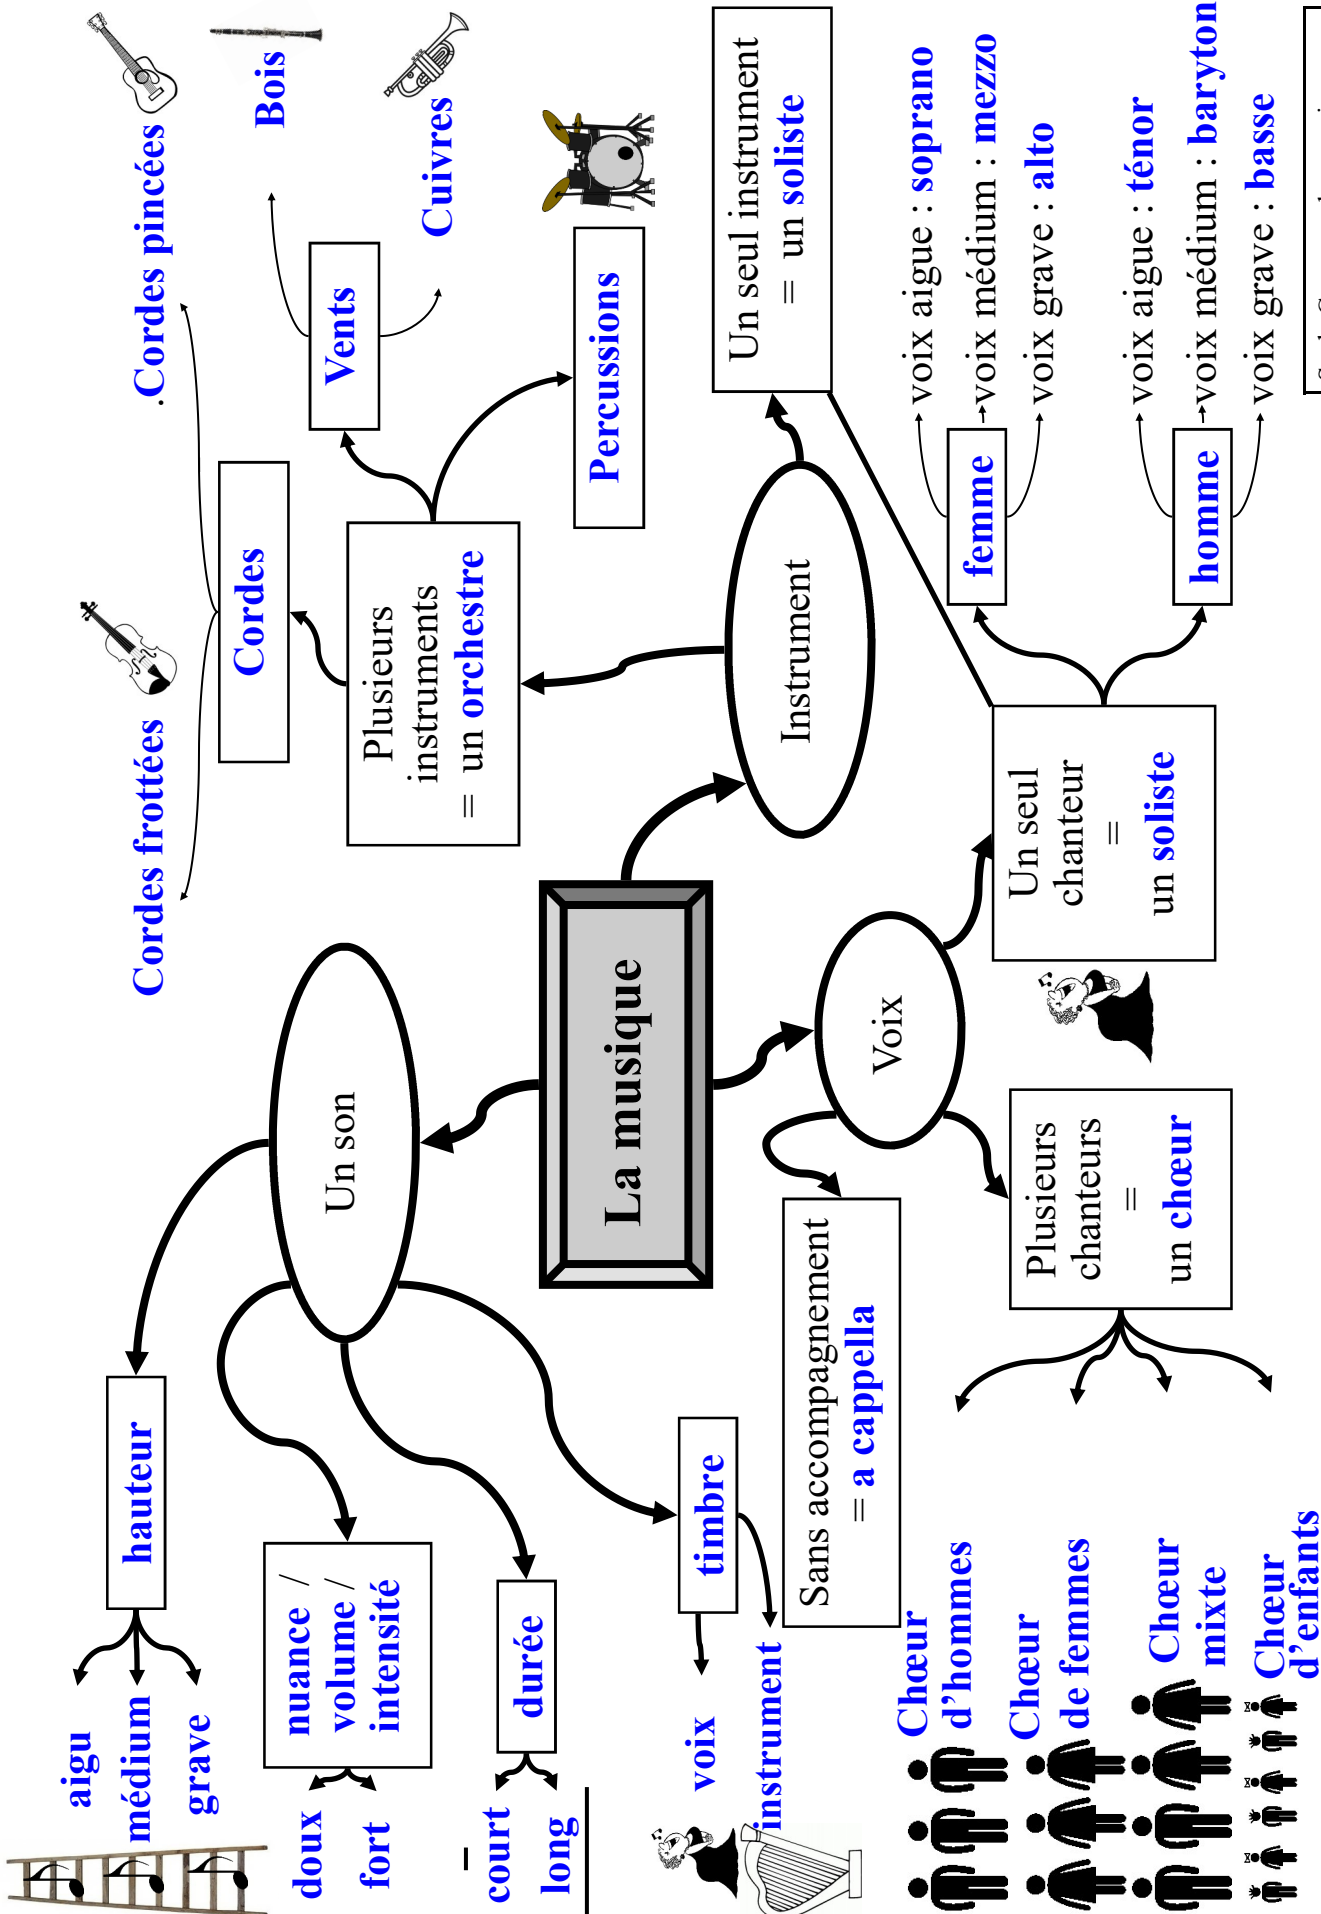 aigu
médium
grave
hauteur
doux
fort
nuance /
volume /
intensité
court
long
durée
voix
instrument
timbre
Un son
La musique
Cordes frottées
.Cordes pincées
Cordes
Bois
Cuivres
Vents
Percussions
Plusieurs
instruments
= un orchestre
Instrument
Un seul instrument
= un soliste
Voix
Sans accompagnement
= a cappella
Plusieurs
chanteurs
=
un chœur
Chœur
d’hommes
Chœur
de femmes
Chœur
mixte
Chœur
d’enfants
Un seul
chanteur
=
un soliste
femme
voix aigue : soprano
voix médium : mezzo
voix grave : alto
homme
voix aigue : ténor
voix médium : baryton
voix grave : basse